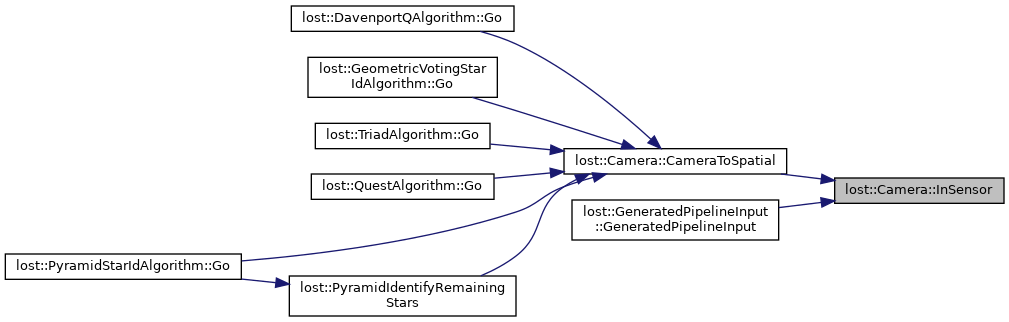 lost::DavenportQAlgorithm::Go
lost::GeometricVotingStar
IdAlgorithm::Go
lost::TriadAlgorithm::Go
lost::Camera::CameraToSpatial
lost::QuestAlgorithm::Go
lost::Camera::InSensor
lost::GeneratedPipelineInput
::GeneratedPipelineInput
lost::PyramidStarIdAlgorithm::Go
lost::PyramidIdentifyRemaining
Stars